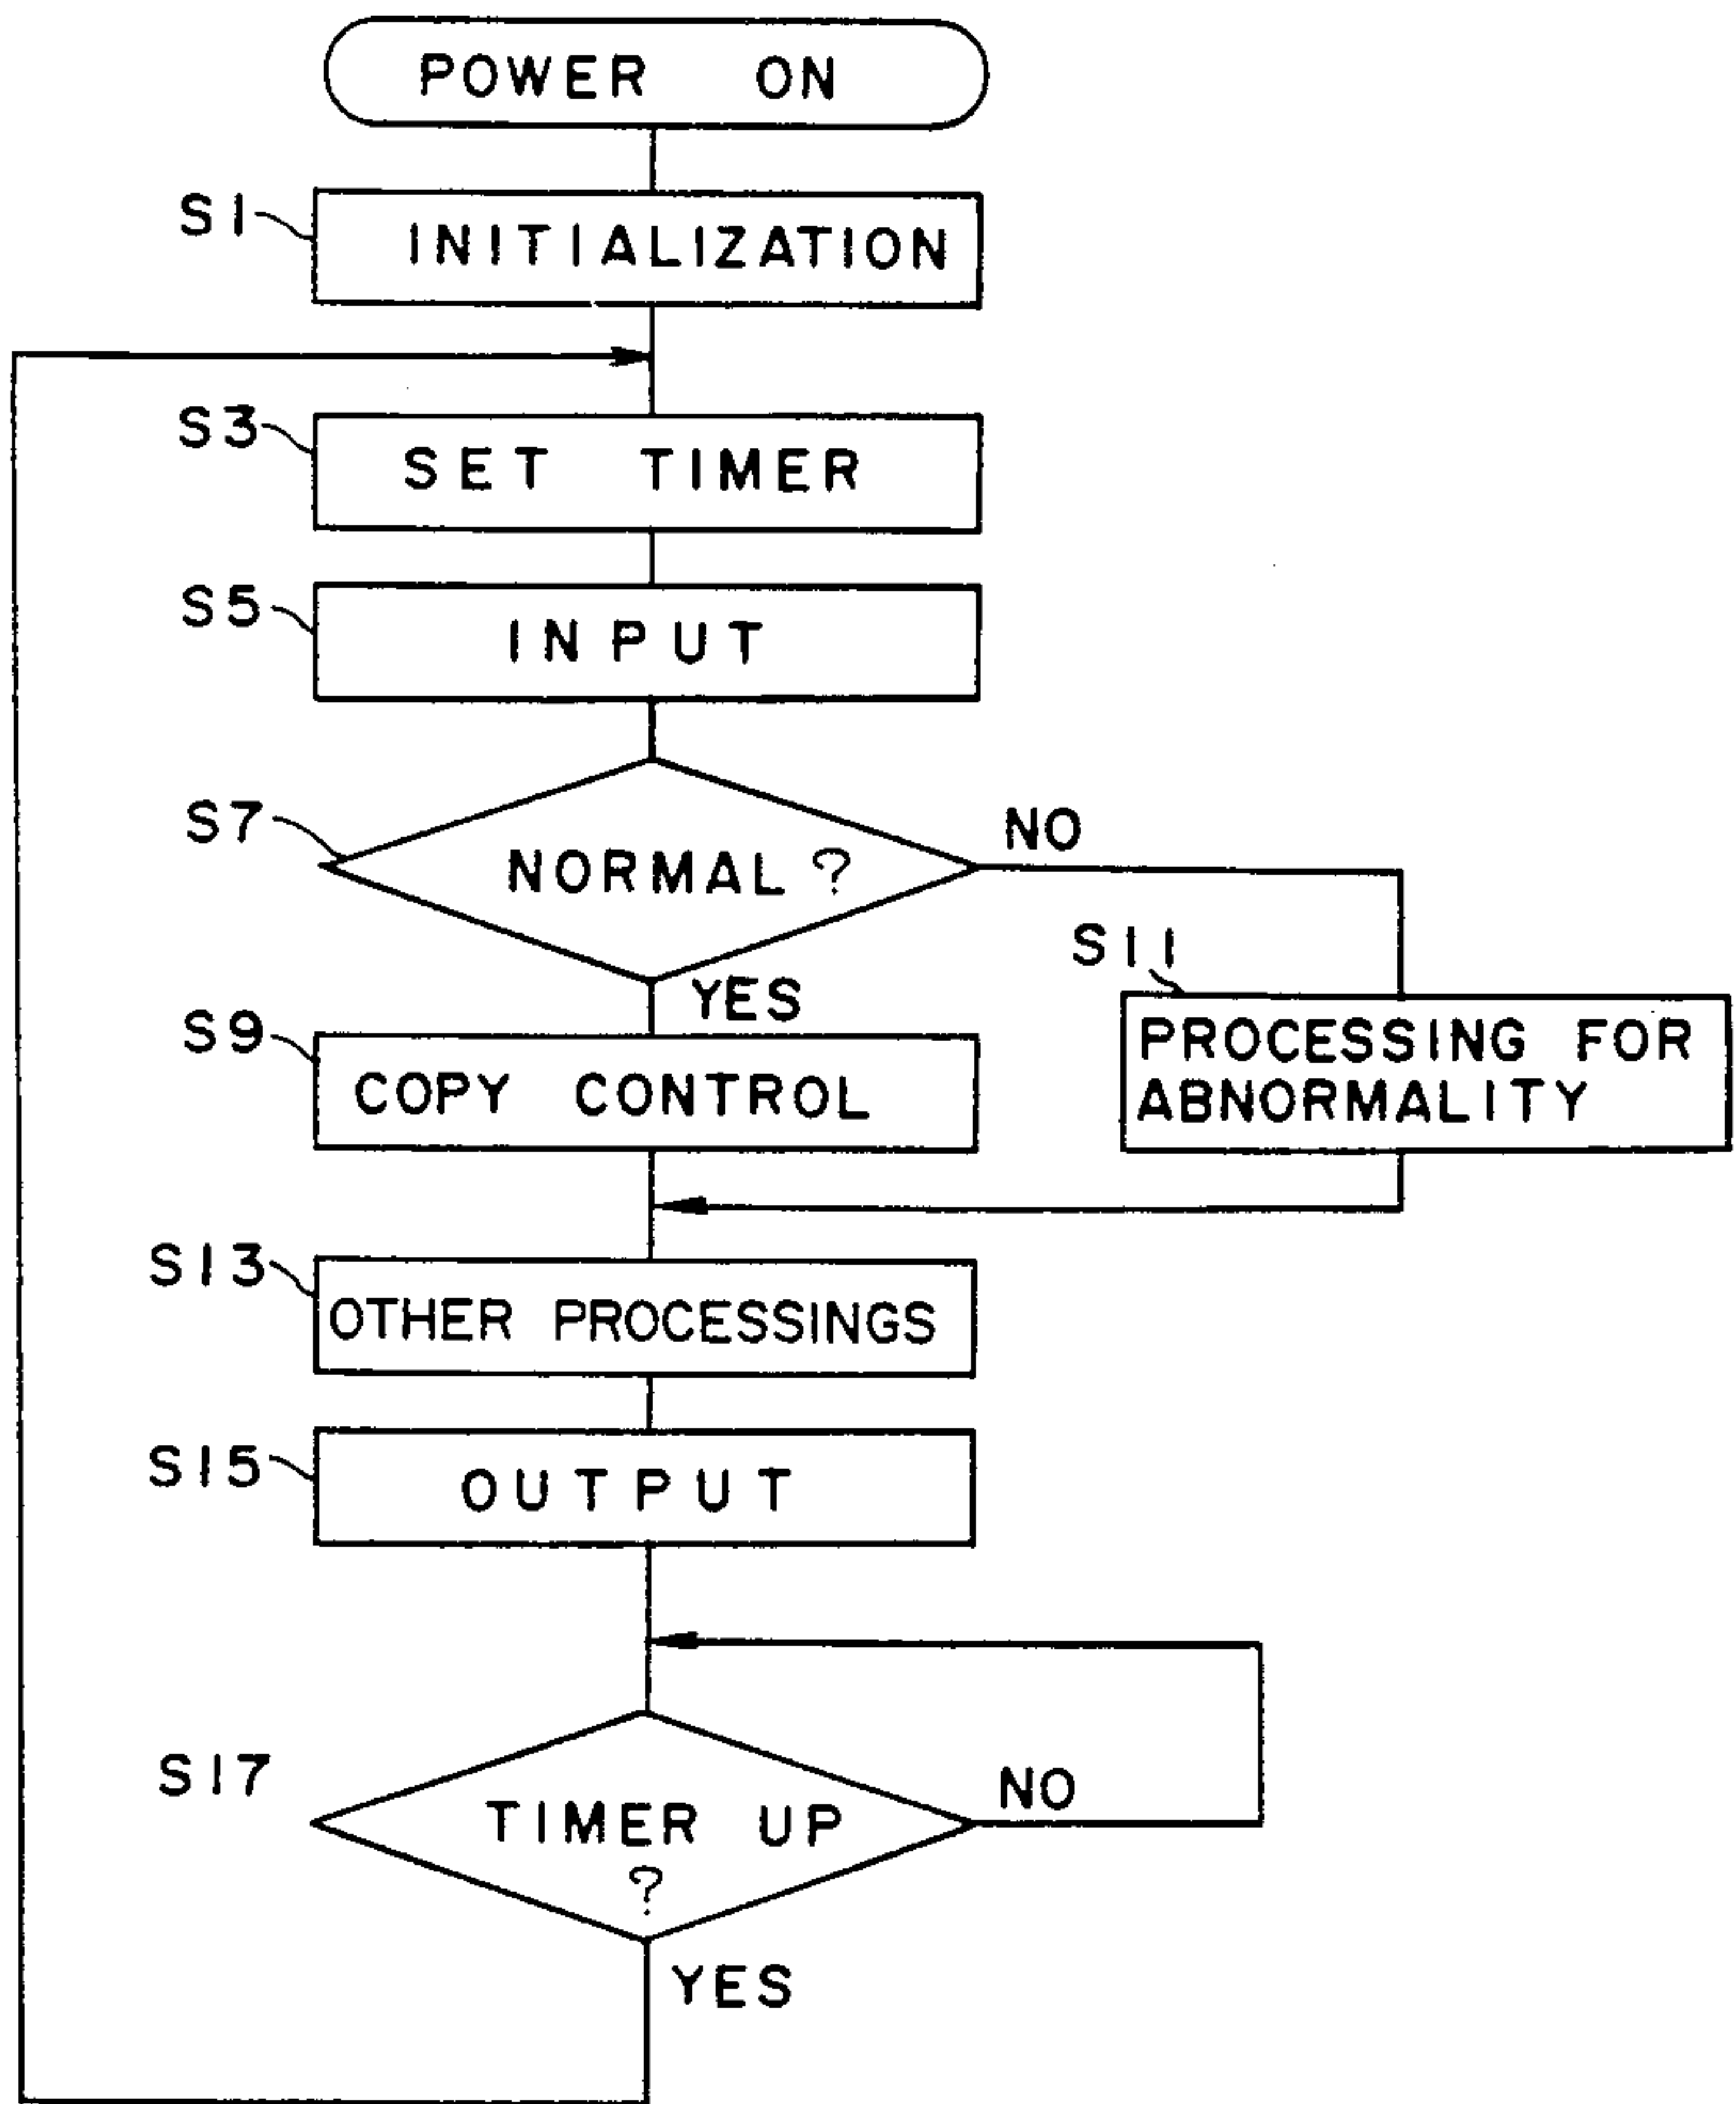 POWER ON
S1
INITIALIZATION
S3
SET TIMER
S5
INPUT
S7
NORMAL ?
NO
YES
S11
PROCESSING FOR
ABNORMALITY
S9
COPY CONTROL
S13
OTHER PROCESSINGS
S15
OUTPUT
S17
TIMER UP
?
NO
YES